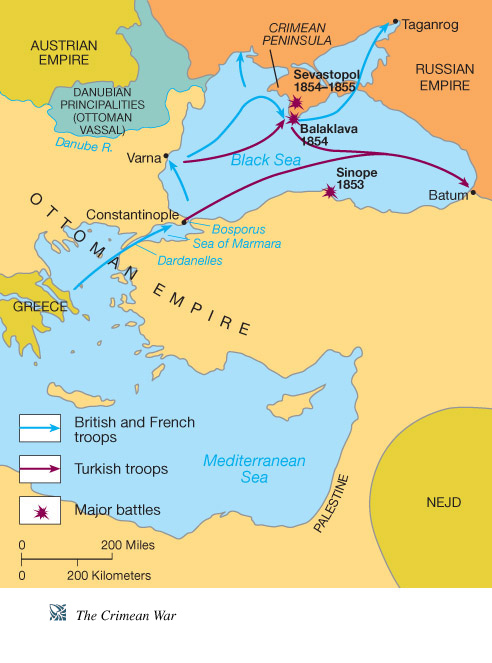 CRIMEAN
PENINSULA
Taganrog
AUSTRIAN
EMPIRE
Sevastopol
1854–1855
RUSSIAN
EMPIRE
DANUBIAN
PRINCIPALITIES
(OTTOMAN
VASSAL)
Balaklava
1854
Danube R.
Varna
Black Sea
Sinope
1853
Batum
Constantinople
Bosporus
Sea of Marmara
Dardanelles
OTTOMAN EMPIRE
GREECE
British and French
troops
Turkish troops
Major battles
Mediterranean
Sea
PALESTINE
NEJD
0 200 Miles
0 200 Kilometers
The Crimean War